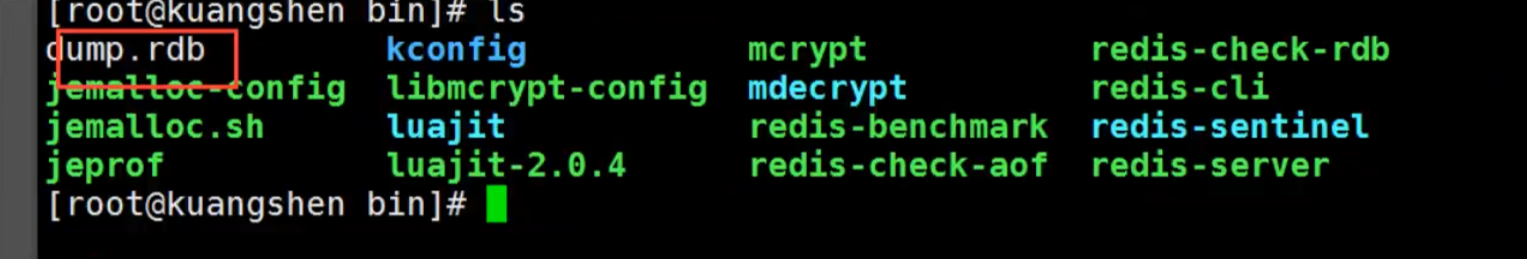 [root@kuangshen bin]# ls
dump.rdb kconfig mcrypt redis-check-rdb
jemalloc-config libmcrypt-config mdecrypt redis-cli
jemalloc.sh luajit redis-benchmark redis-sentinel
jeprof luajit-2.0.4 redis-check-aof redis-server
[root@kuangshen bin]#